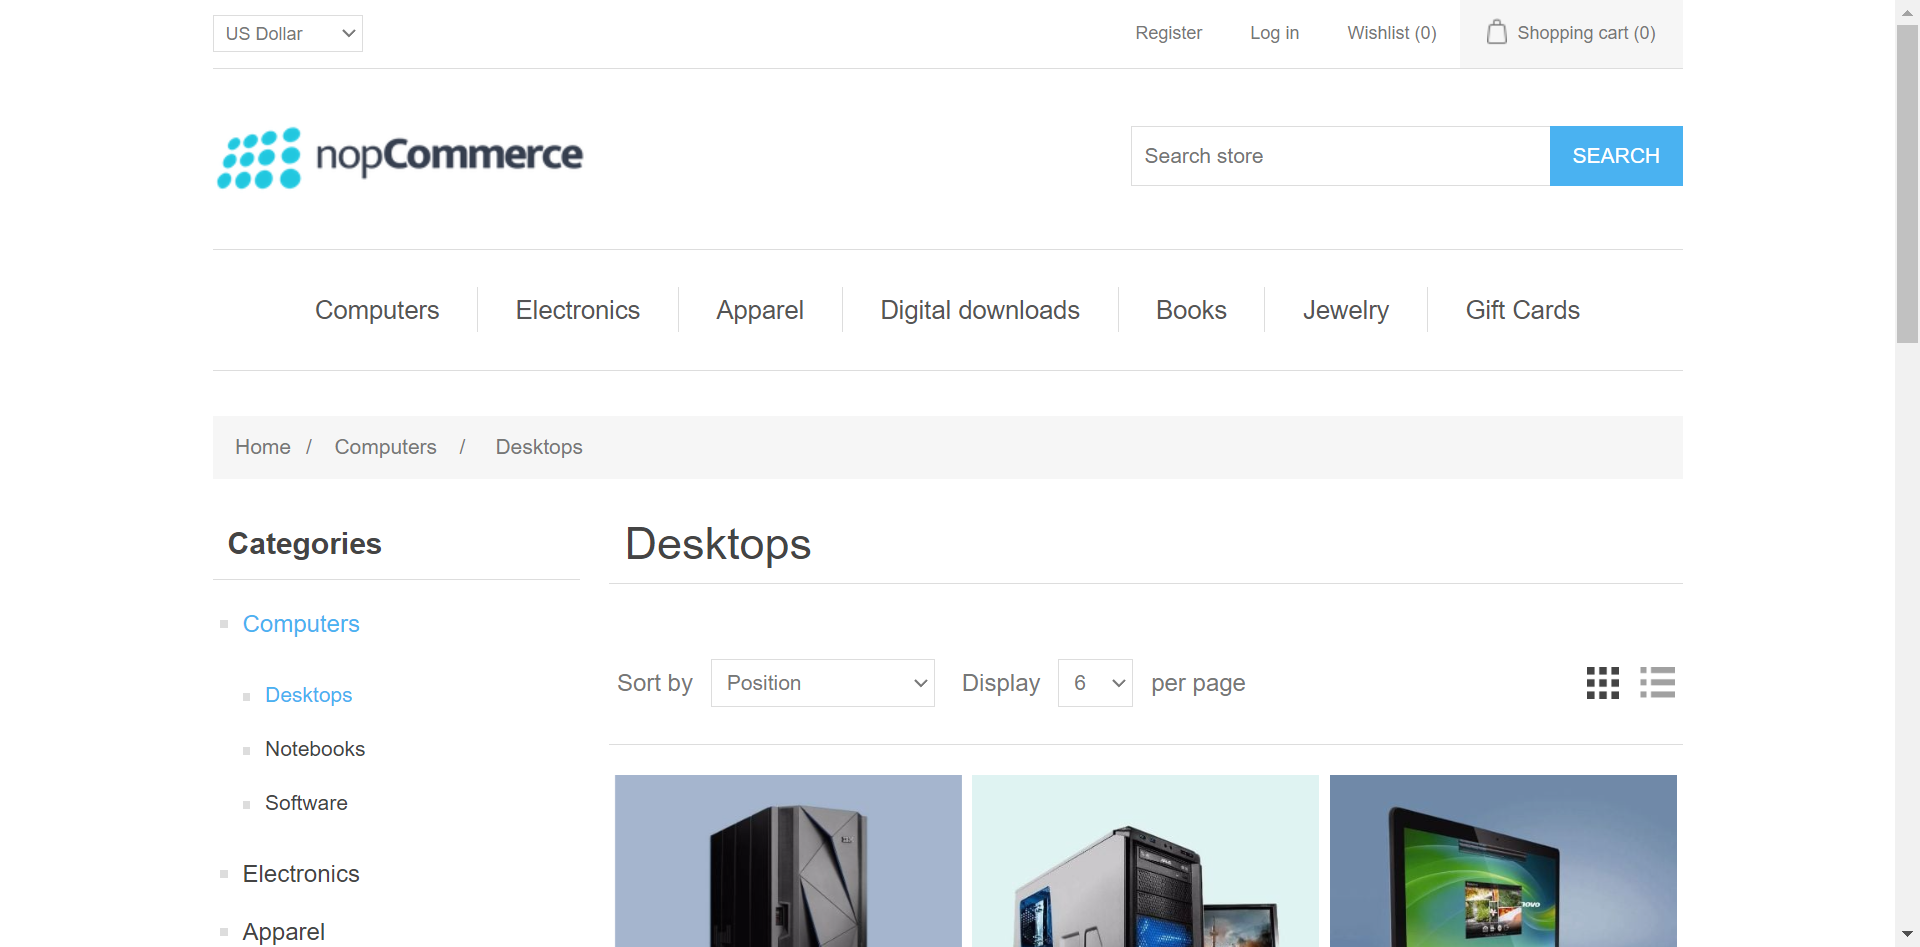 US Dollar
Register
Log in
Wishlist (0)
Shopping cart (0)
nopCommerce
Search store
SEARCH
Computers
Electronics
Apparel
Digital downloads
Books
Jewelry
Gift Cards
Home / Computers / Desktops
Categories
Computers
Desktops
Notebooks
Software
Electronics
Apparel
Desktops
Sort by Position Display 6 per page